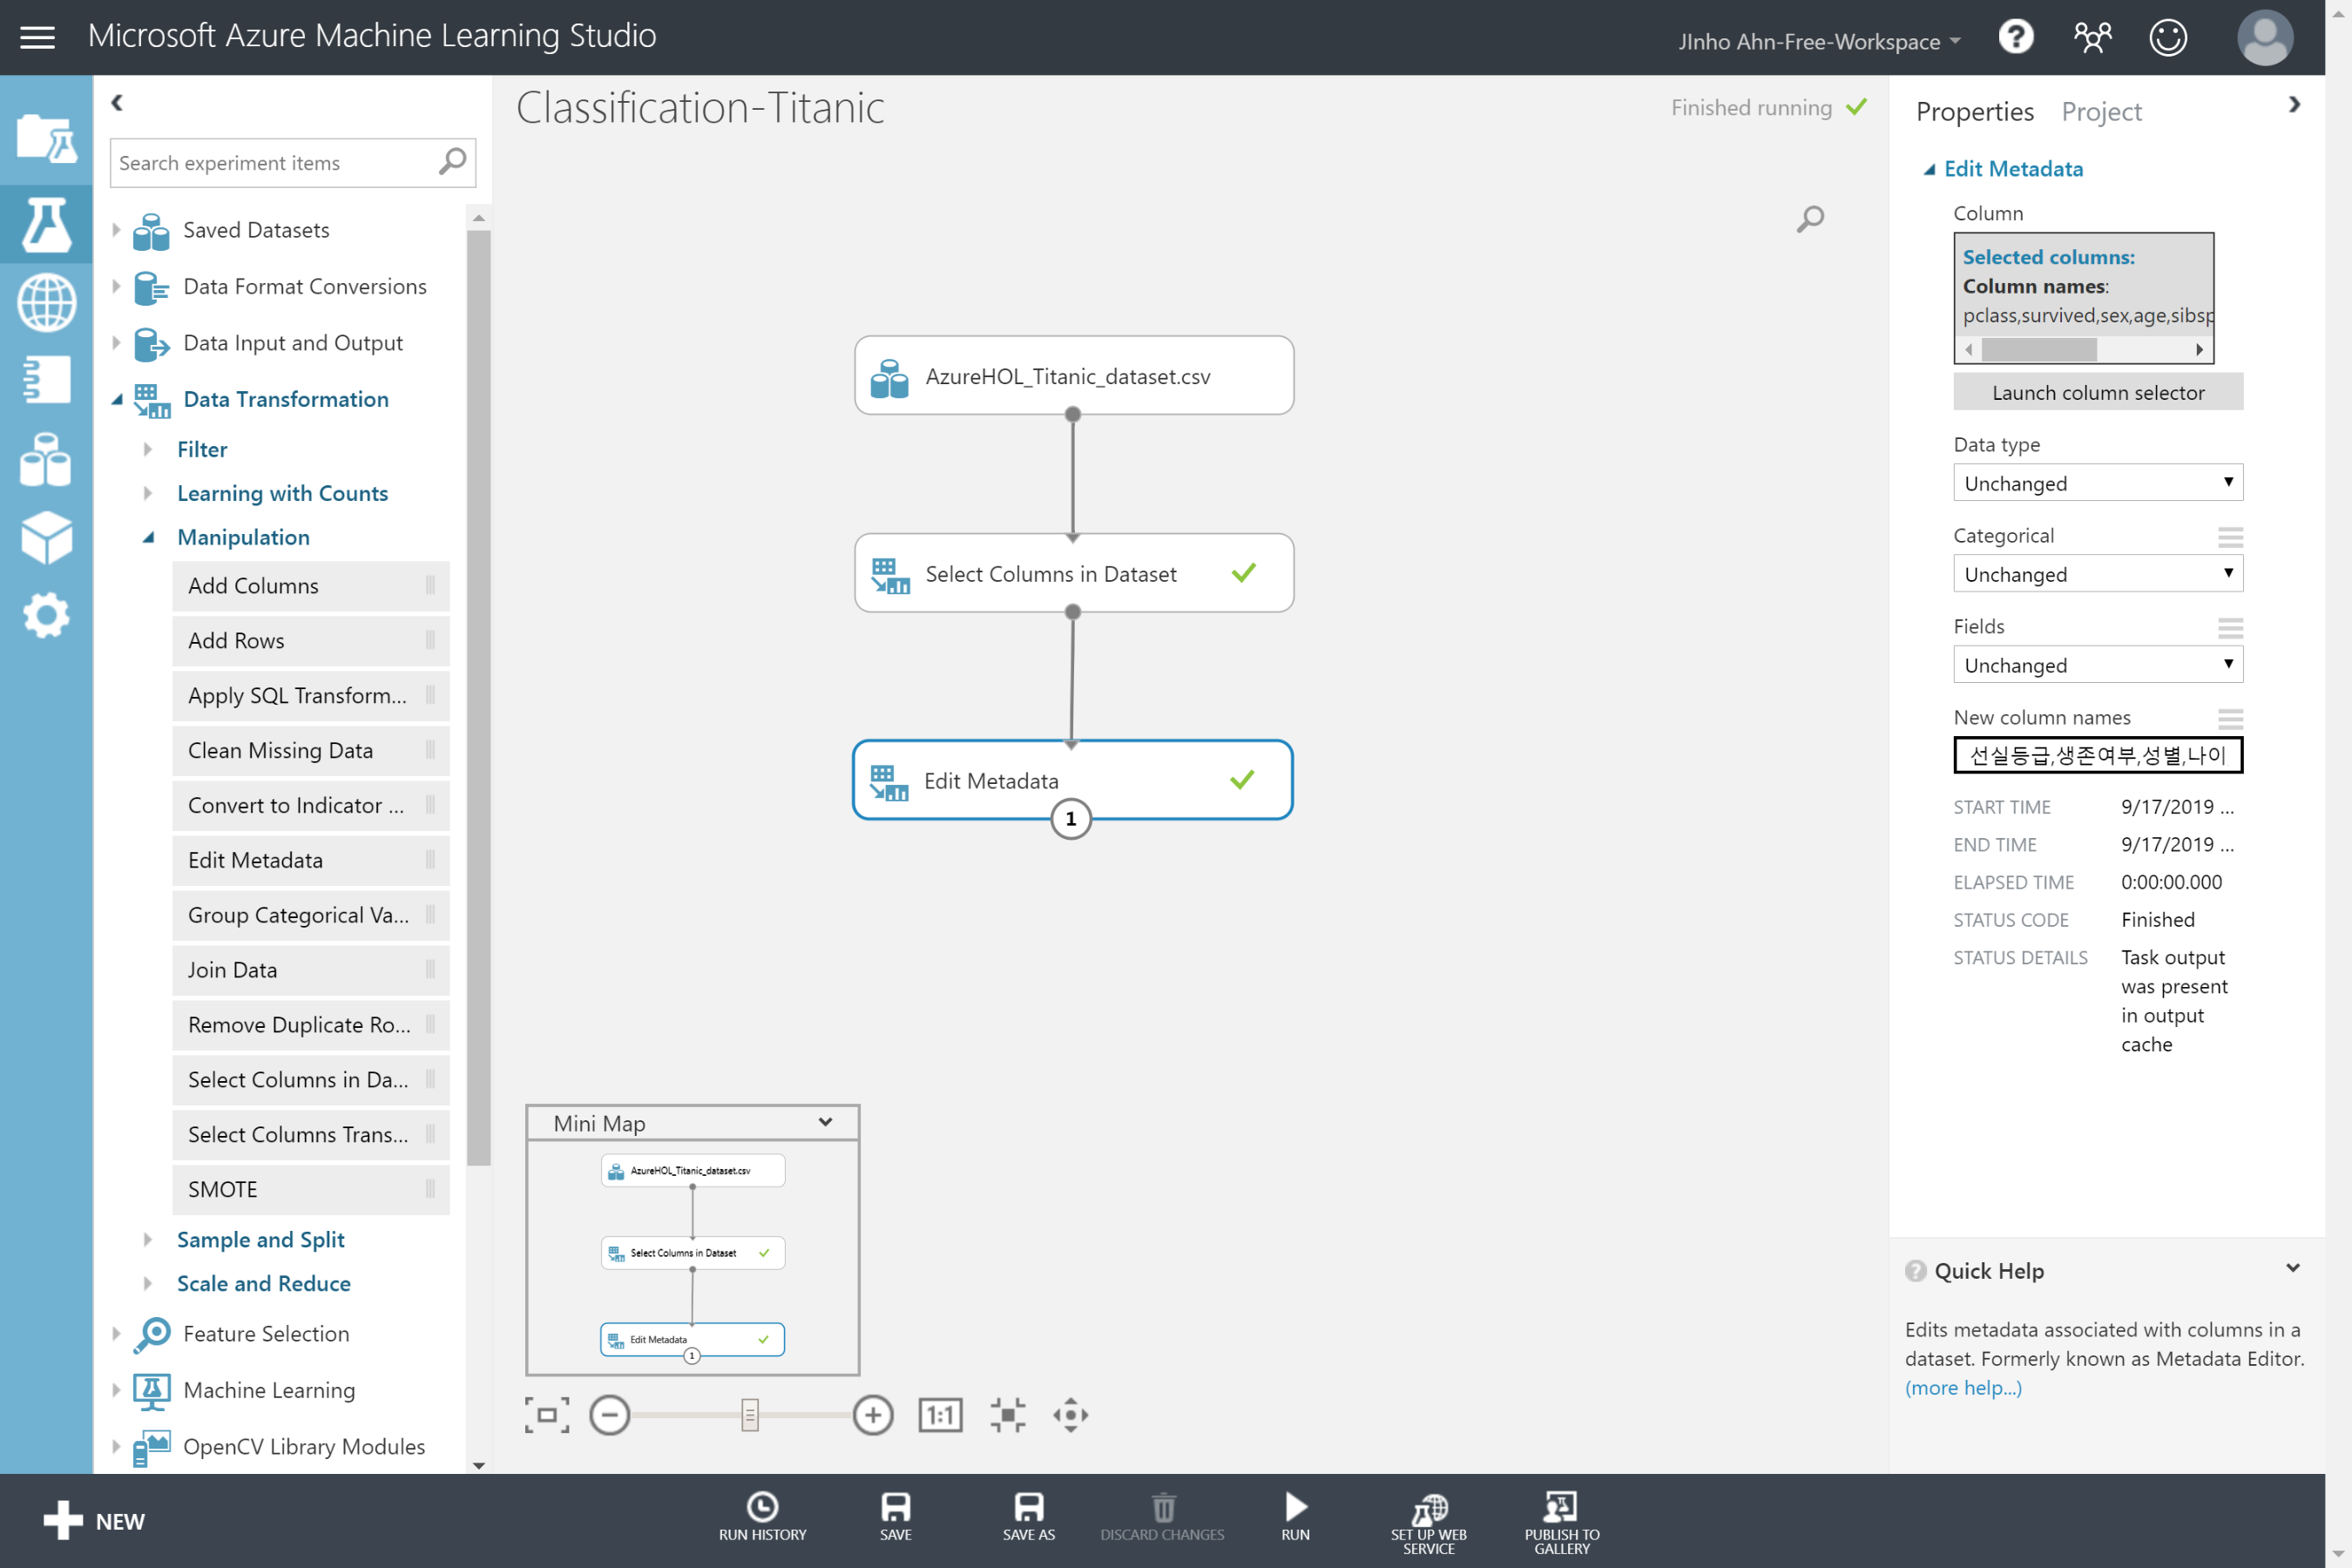 Microsoft Azure Machine Learning Studio
JInho Ahn-Free-Workspace
Search experiment items
Saved Datasets
Data Format Conversions
Data Input and Output
Data Transformation
Filter
Learning with Counts
Manipulation
Add Columns
Add Rows
Apply SQL Transform...
Clean Missing Data
Convert to Indicator ...
Edit Metadata
Group Categorical Va...
Join Data
Remove Duplicate Ro...
Select Columns in Da...
Select Columns Trans...
SMOTE
Sample and Split
Scale and Reduce
Feature Selection
Machine Learning
OpenCV Library Modules
Classification-Titanic
Finished running
AzureHOL_Titanic_dataset.csv
Select Columns in Dataset
Edit Metadata
1
Mini Map
AzureHOL_Titanic_dataset.csv
Select Columns in Dataset
Edit Metadata
1
1:1
Properties Project
Edit Metadata
Column
Selected columns:
Column names:
pclass,survived,sex,age,sibsp
Launch column selector
Data type
Unchanged
Categorical
Unchanged
Fields
Unchanged
New column names
선실등급,생존여부,성별,나이
START TIME 9/17/2019 ...
END TIME 9/17/2019 ...
ELAPSED TIME 0:00:00.000
STATUS CODE Finished
STATUS DETAILS Task output
was present
in output
cache
Quick Help
Edits metadata associated with columns in a
dataset. Formerly known as Metadata Editor.
(more help...)
NEW
RUN HISTORY
SAVE
SAVE AS
DISCARD CHANGES
RUN
SET UP WEB
SERVICE
PUBLISH TO
GALLERY